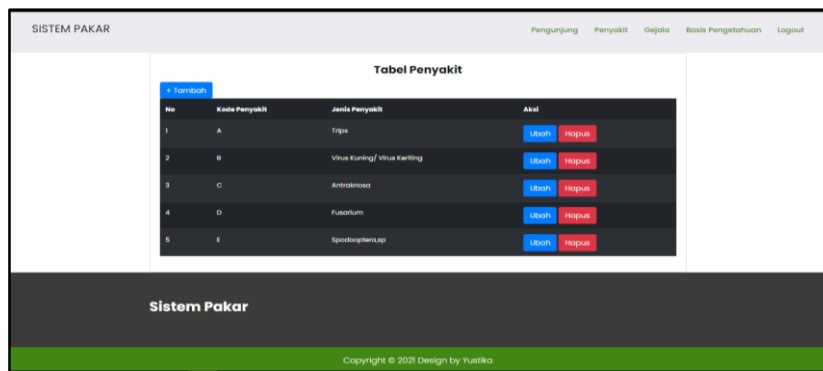 SISTEM PAKAR Pengunjung Penyakit Gejala Basis Pengetahuan Logout
Tabel Penyakit
+ Tambah
No Kode Penyakit Jenis Penyakit Aksi
1 A Trips Ubah Hapus
2 B Virus Kuning/ Virus Keriting Ubah Hapus
3 C Antraknosa Ubah Hapus
4 D Fusarium Ubah Hapus
5 E Spodooptera,sp Ubah Hapus
Sistem Pakar
Copyright © 2021 Design by Yustika